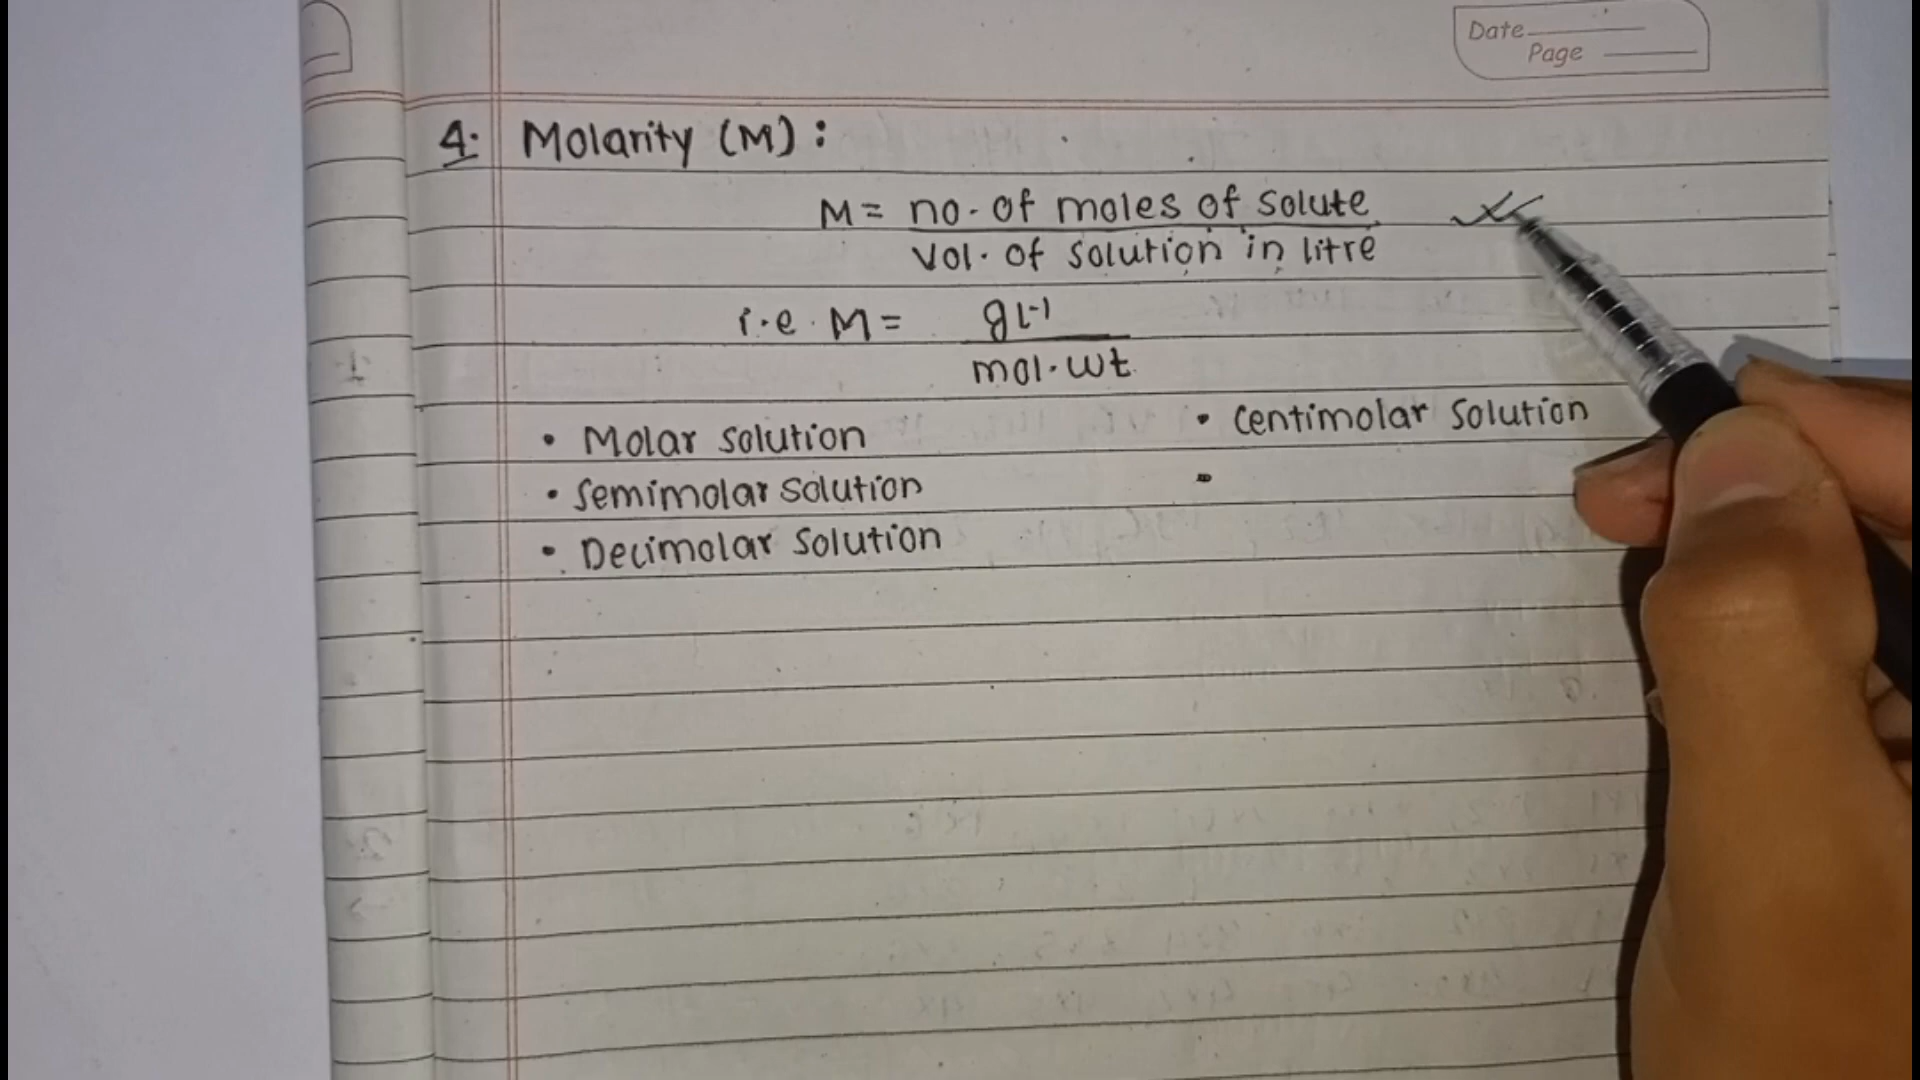 Date
Page
4. Molarity (M) :
M = no. of moles of solute
vol. of solution in litre
i.e. M = gL-1
mol. wt.
• Molar solution
• Semimolar solution
• Decimolar solution
• Centimolar solution
•